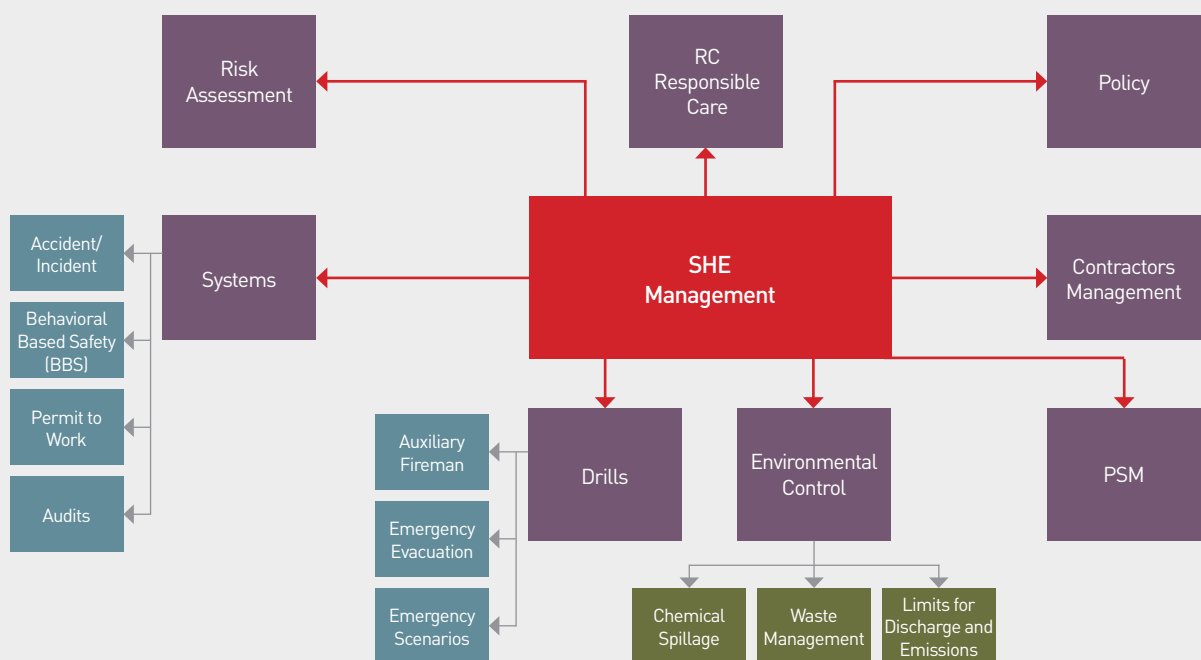 Risk
Assessment
RC
Responsible
Care
Policy
Accident/
Incident
Systems
SHE
Management
Contractors
Management
Behavioral
Based Safety
(BBS)
Permit to
Work
Audits
Auxiliary
Fireman
Emergency
Evacuation
Emergency
Scenarios
Drills
Environmental
Control
PSM
Chemical
Spillage
Waste
Management
Limits for
Discharge and
Emissions